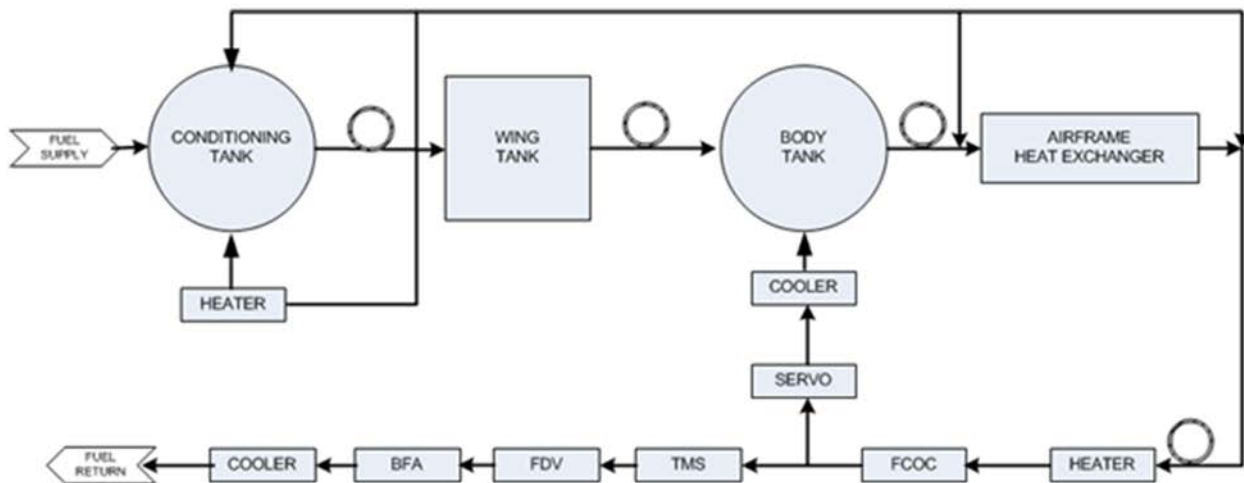 FUEL
SUPPLY
CONDITIONING
TANK
WING
TANK
BODY
TANK
AIRFRAME
HEAT EXCHANGER
HEATER
COOLER
SERVO
FUEL
RETURN
COOLER
BFA
FDV
TMS
FCOC
HEATER